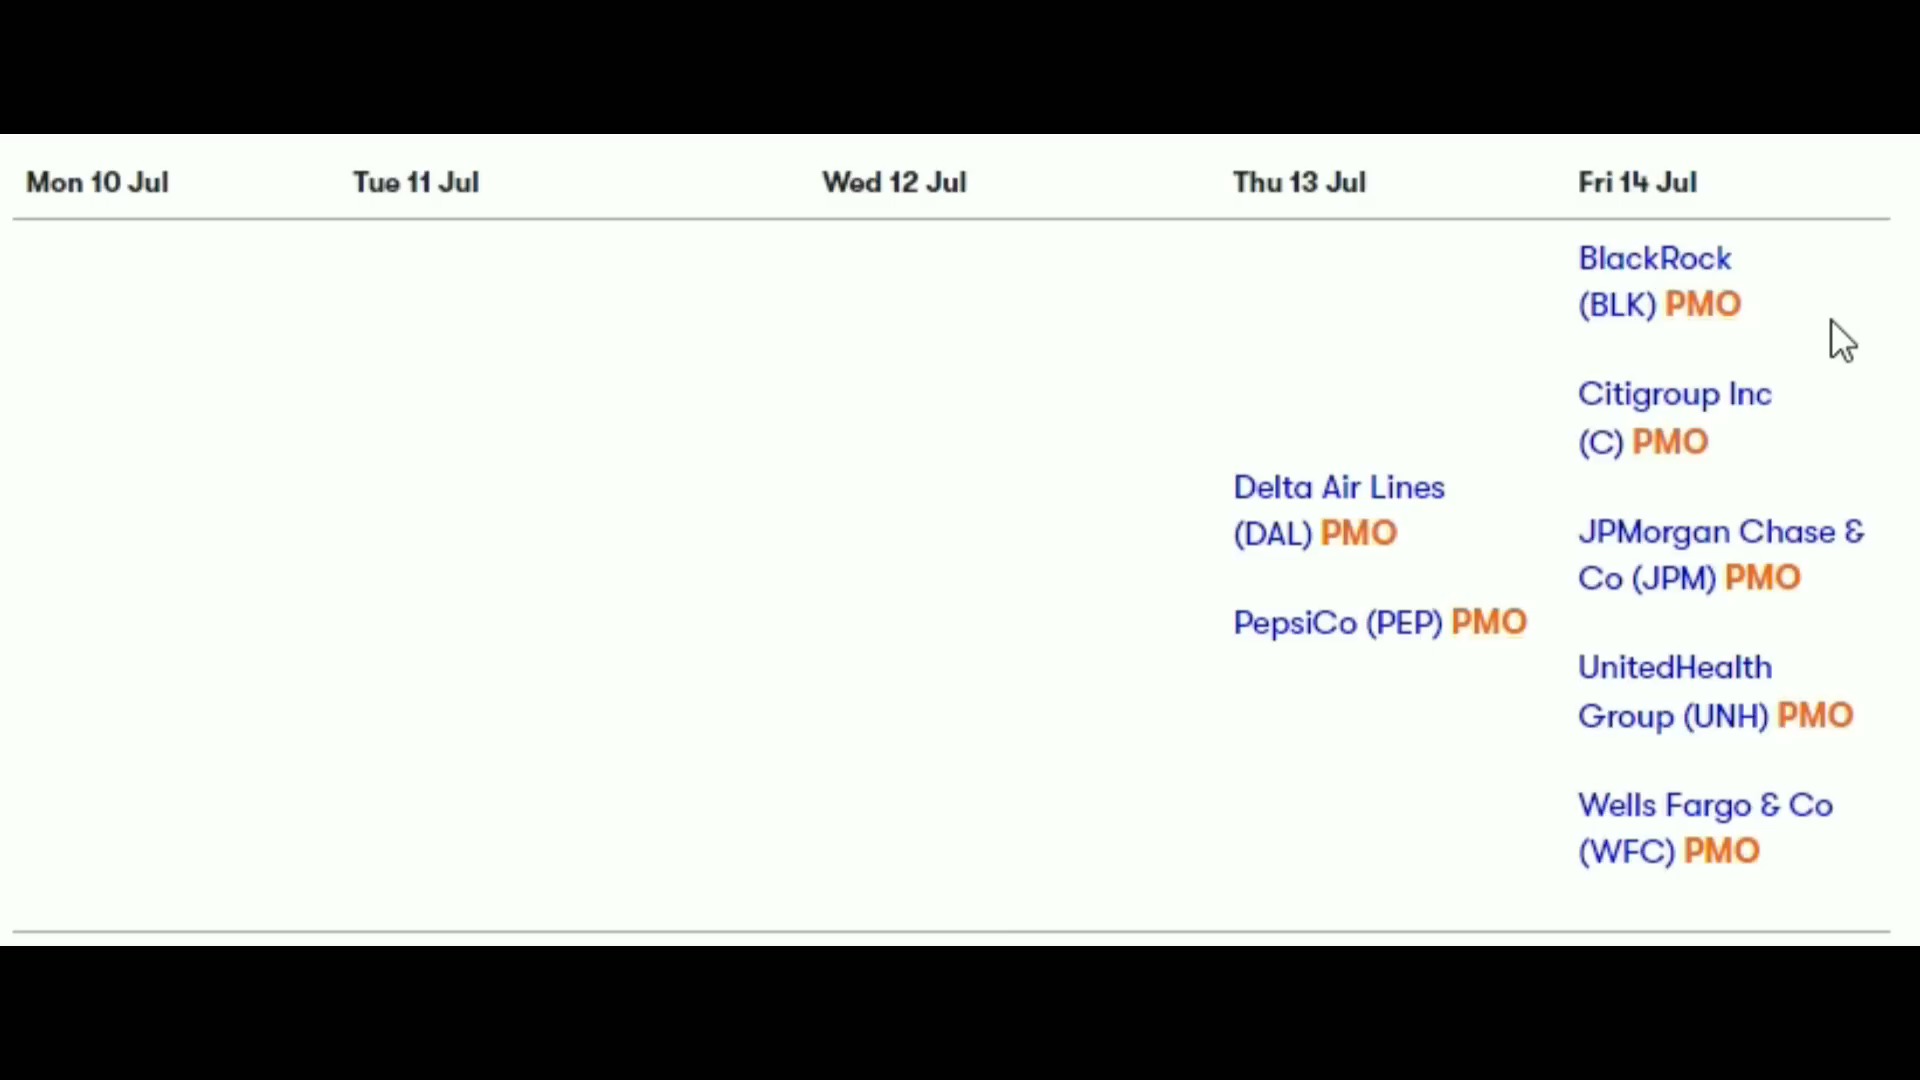 Mon 10 Jul
Tue 11 Jul
Wed 12 Jul
Thu 13 Jul
Fri 14 Jul
Delta Air Lines
(DAL) PMO
PepsiCo (PEP) PMO
BlackRock
(BLK) PMO
Citigroup Inc
(C) PMO
JPMorgan Chase &
Co (JPM) PMO
UnitedHealth
Group (UNH) PMO
Wells Fargo & Co
(WFC) PMO